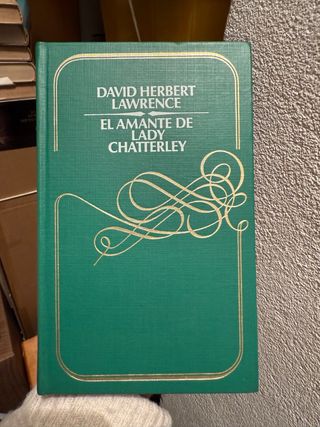 DAVID HERBERT
LAWRENCE
EL AMANTE DE
LADY
CHATTERLEY